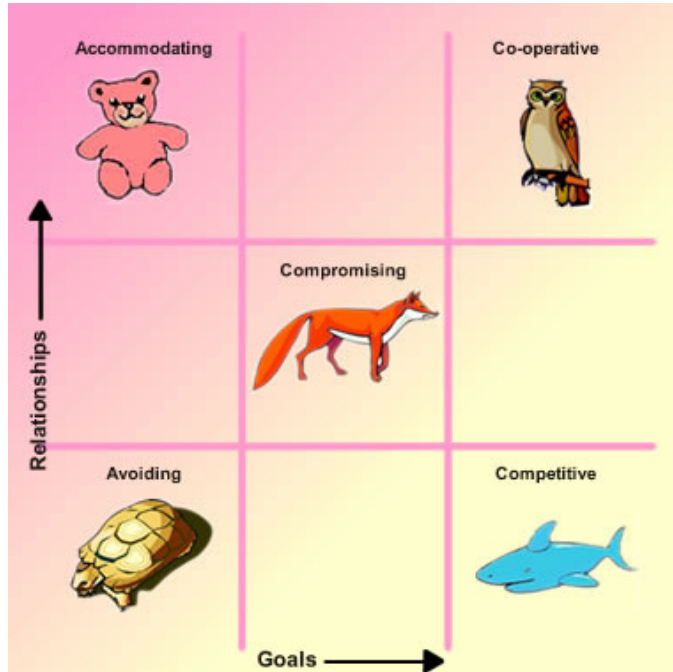 Accommodating
Co-operative
Compromising
Relationships
Avoiding
Competitive
Goals